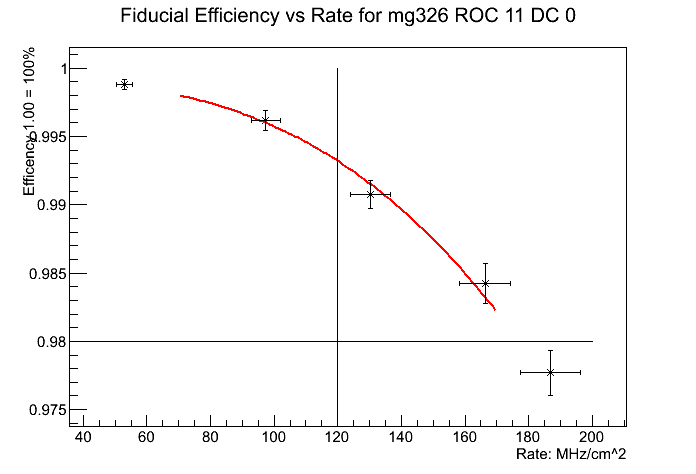 Fiducial Efficiency vs Rate for mg326 ROC 11 DC 0
Efficency 1.00 = 100%
1
0.995
0.99
0.985
0.98
0.975
40 60 80 100 120 140 160 180 200
Rate: MHz/cm^2